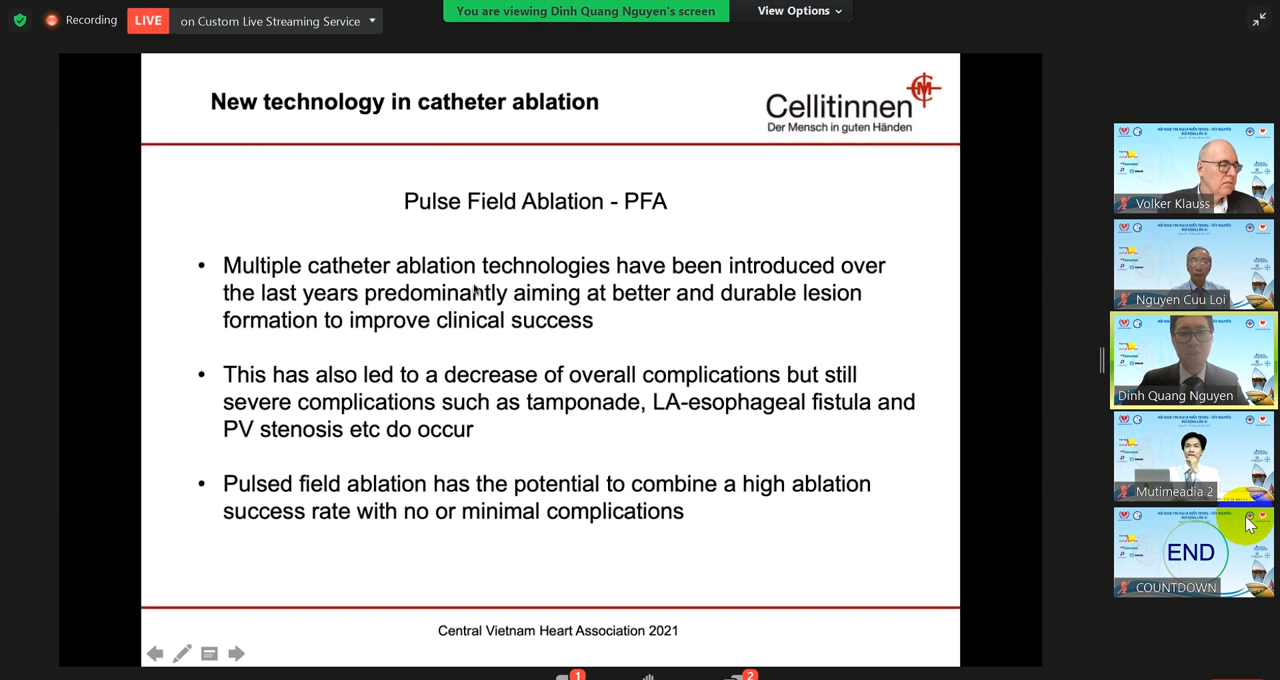 Recording
LIVE
on Custom Live Streaming Service
You are viewing Dinh Quang Nguyen's screen
View Options
New technology in catheter ablation
Cellitinnen
Der Mensch in guten Händen
Pulse Field Ablation - PFA
• Multiple catheter ablation technologies have been introduced over
the last years predominantly aiming at better and durable lesion
formation to improve clinical success
• This has also led to a decrease of overall complications but still
severe complications such as tamponade, LA-esophageal fistula and
PV stenosis etc do occur
• Pulsed field ablation has the potential to combine a high ablation
success rate with no or minimal complications
Central Vietnam Heart Association 2021
Volker Klauss
Nguyen Cuu Loi
Dinh Quang Nguyen
Mutimeadia 2
END
COUNTDOWN
1
2